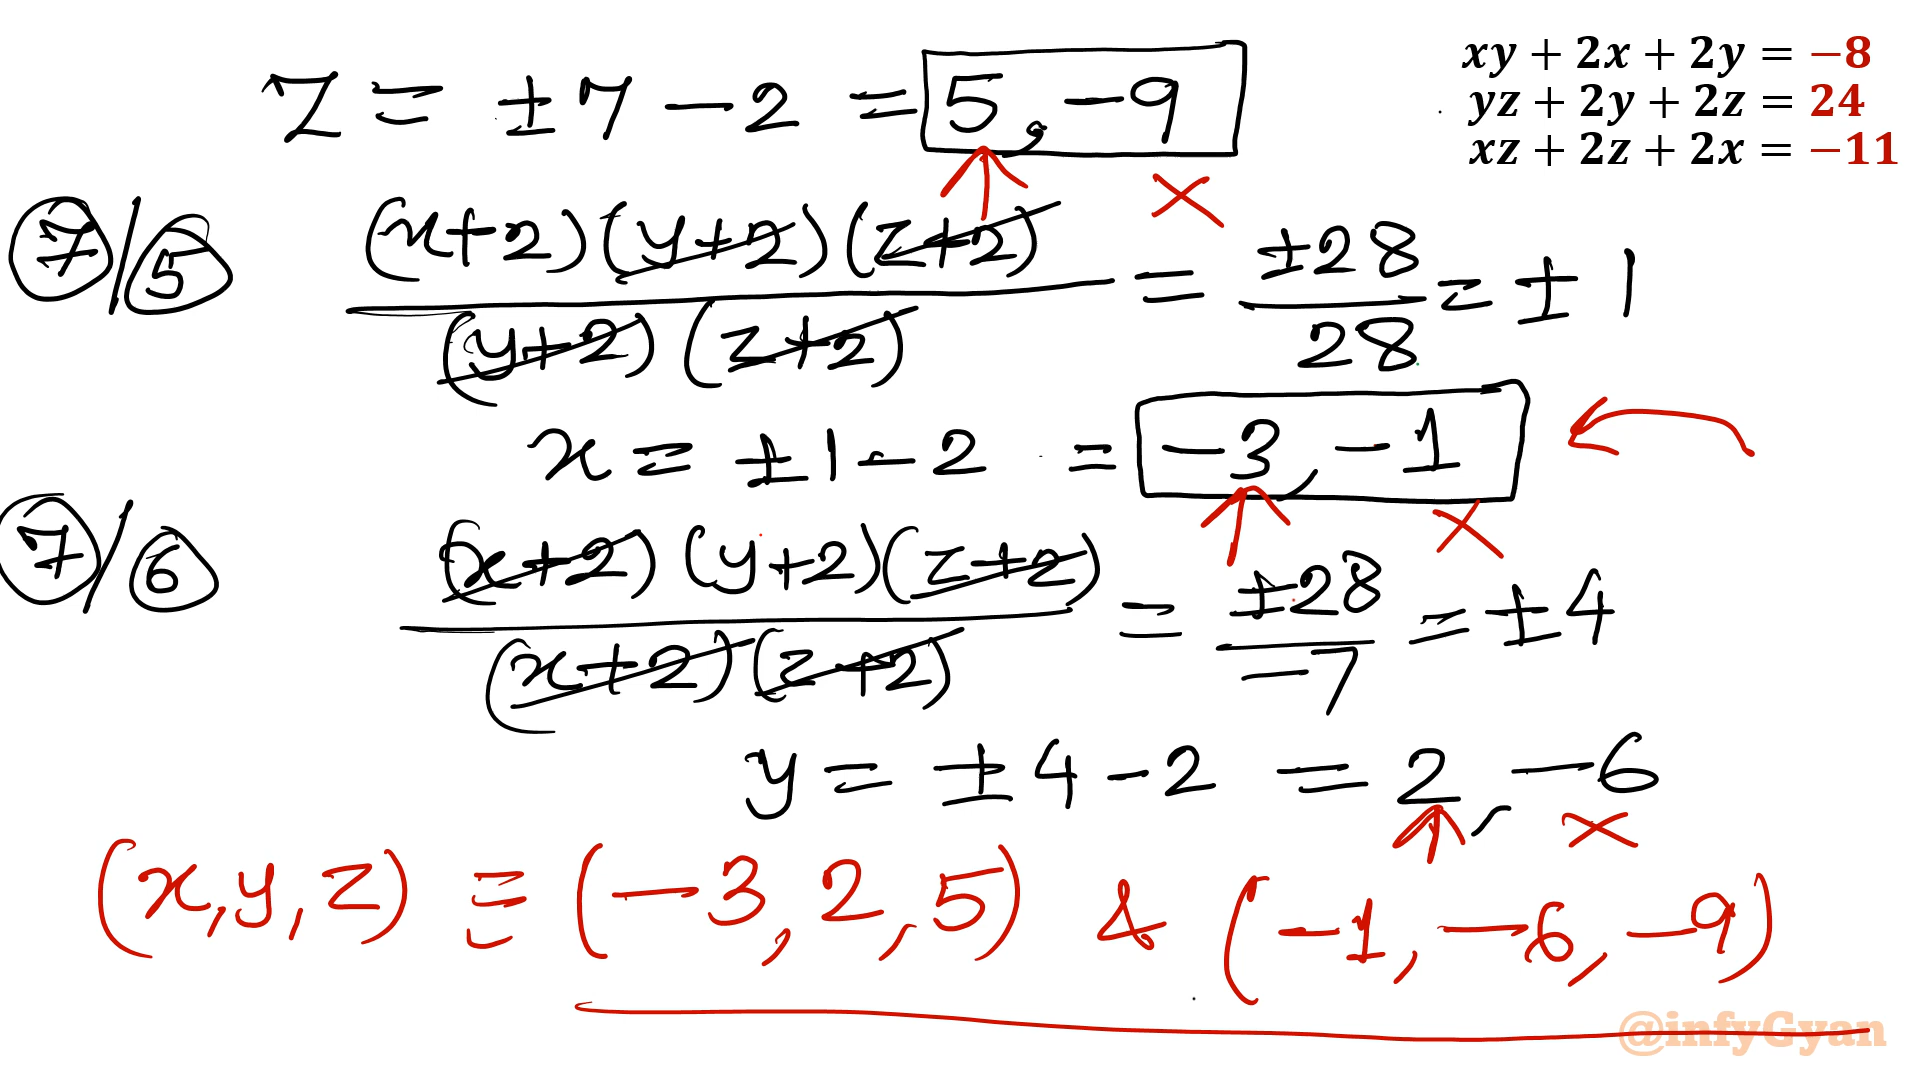 z = ±7 − 2 = 5, −9
xy + 2x + 2y = −8
yz + 2y + 2z = 24
xz + 2z + 2x = −11
7/5 (x+2)(y+2)(z+2) / (y+2)(z+2) = ±28 / 28 = ±1
x = ±1 − 2 = −3, −1
7/6 (x+2)(y+2)(z+2) / (x+2)(z+2) = ±28 / −7 = ±4
y = ±4 − 2 = 2, −6
(x, y, z) ≡ (−3, 2, 5) & (−1, −6, −9)
@infyGyan